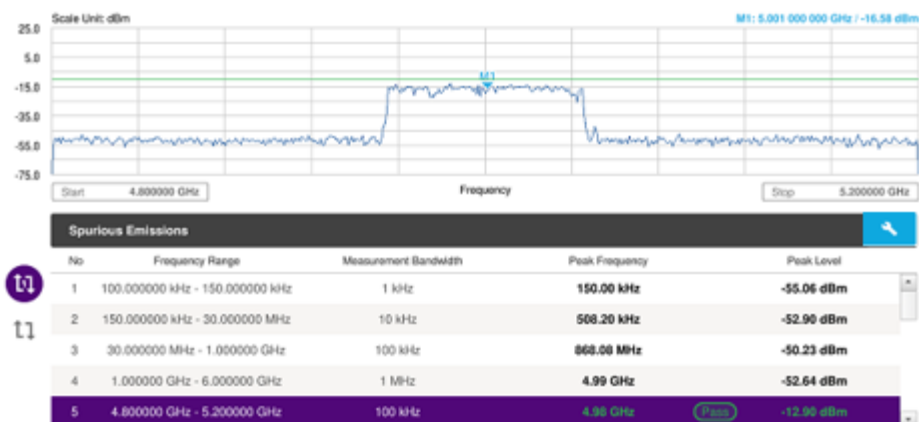 Scale Unit: dBm M1: 5.001 000 000 GHz / -16.58 dBm
25.0
5.0
M1
-15.0
-35.0
-55.0
-75.0
Start 4.800000 GHz Frequency Stop 5.200000 GHz
Spurious Emissions
No Frequency Range Measurement Bandwidth Peak Frequency Peak Level
1 100.000000 kHz - 150.000000 kHz 1 kHz 150.00 kHz -55.06 dBm
2 150.000000 kHz - 30.000000 MHz 10 kHz 508.20 kHz -52.90 dBm
3 30.000000 MHz - 1.000000 GHz 100 kHz 868.08 MHz -50.23 dBm
4 1.000000 GHz - 6.000000 GHz 1 MHz 4.99 GHz -52.64 dBm
5 4.800000 GHz - 5.200000 GHz 100 kHz 4.98 GHz Pass -12.90 dBm